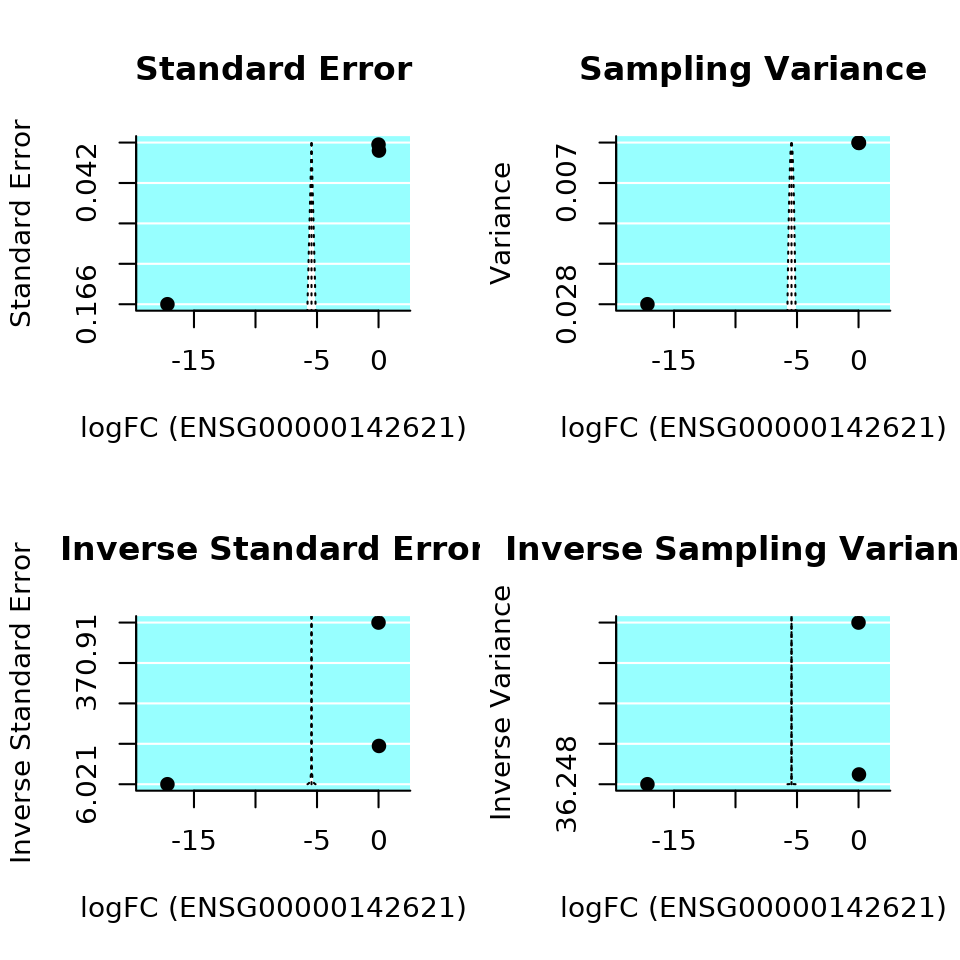 Standard Error
Standard Error
0.042
0.166
-15 -5 0
logFC (ENSG00000142621)
Sampling Variance
Variance
0.007
0.028
-15 -5 0
logFC (ENSG00000142621)
Inverse Standard Error
Inverse Standard Error
370.91
6.021
-15 -5 0
logFC (ENSG00000142621)
Inverse Sampling Varian
Inverse Variance
36.248
-15 -5 0
logFC (ENSG00000142621)